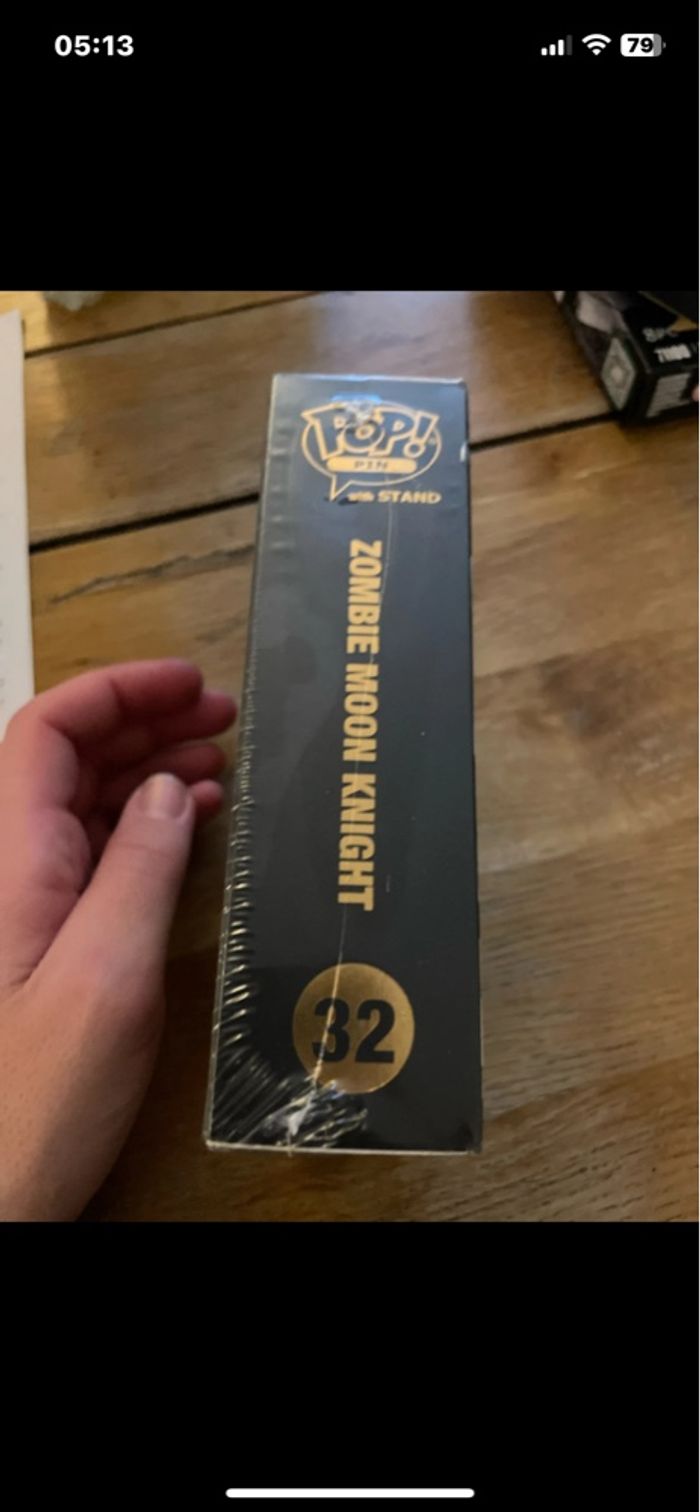 05:13
79
POP!
PIN
with STAND
ZOMBIE MOON KNIGHT
32